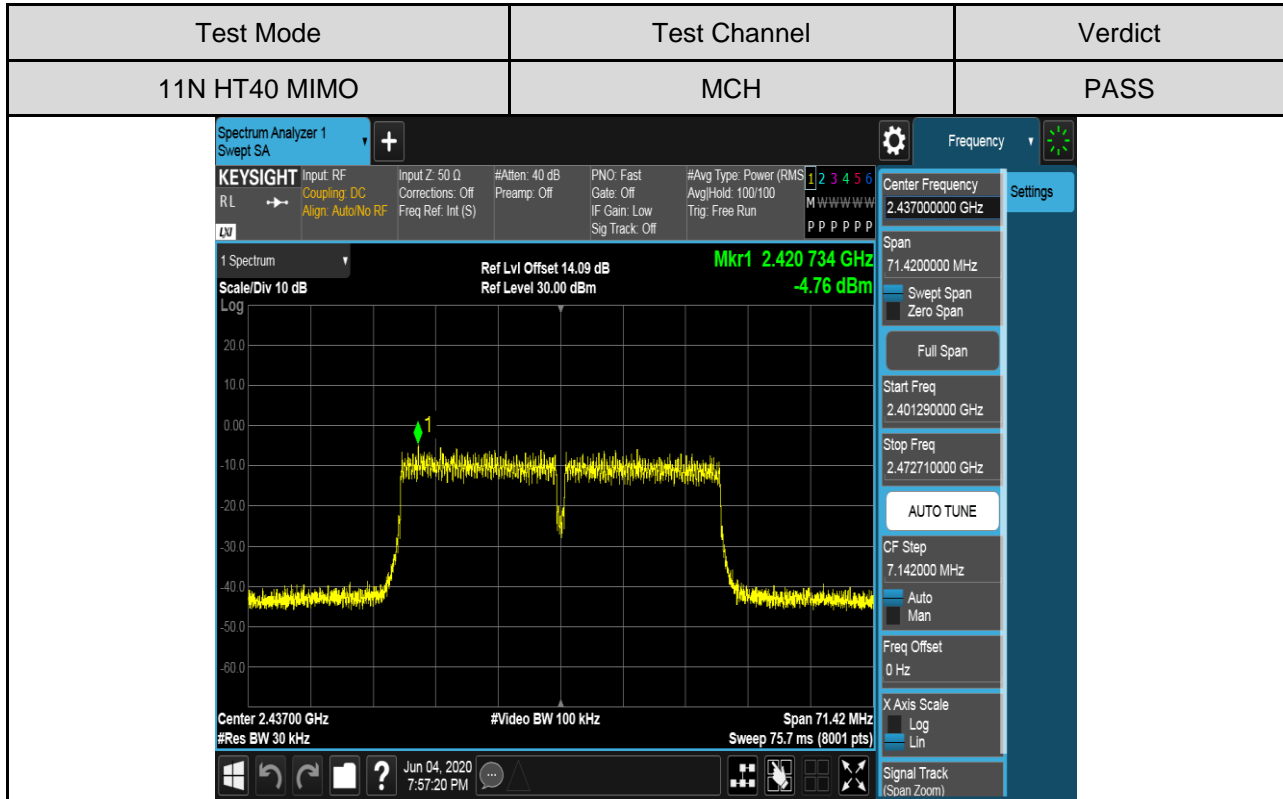 Test Mode Test Channel Verdict
11N HT40 MIMO MCH PASS
Spectrum Analyzer 1
Swept SA
+
Frequency
KEYSIGHT
RL
LXI
Input: RF
Coupling: DC
Align: Auto/No RF
Input Z: 50 Ω
Corrections: Off
Freq Ref: Int (S)
#Atten: 40 dB
Preamp: Off
PNO: Fast
Gate: Off
IF Gain: Low
Sig Track: Off
#Avg Type: Power (RMS
Avg|Hold: 100/100
Trig: Free Run
1 2 3 4 5 6
M W W W W W
P P P P P P
1 Spectrum
Scale/Div 10 dB
Ref Lvl Offset 14.09 dB
Ref Level 30.00 dBm
Mkr1 2.420 734 GHz
-4.76 dBm
Log
20.0
10.0
0.00
-10.0
-20.0
-30.0
-40.0
-50.0
-60.0
1
Center 2.43700 GHz
#Res BW 30 kHz
#Video BW 100 kHz
Span 71.42 MHz
Sweep 75.7 ms (8001 pts)
Center Frequency
2.437000000 GHz
Settings
Span
71.4200000 MHz
Swept Span
Zero Span
Full Span
Start Freq
2.401290000 GHz
Stop Freq
2.472710000 GHz
AUTO TUNE
CF Step
7.142000 MHz
Auto
Man
Freq Offset
0 Hz
X Axis Scale
Log
Lin
Signal Track
(Span Zoom)
?
Jun 04, 2020
7:57:20 PM